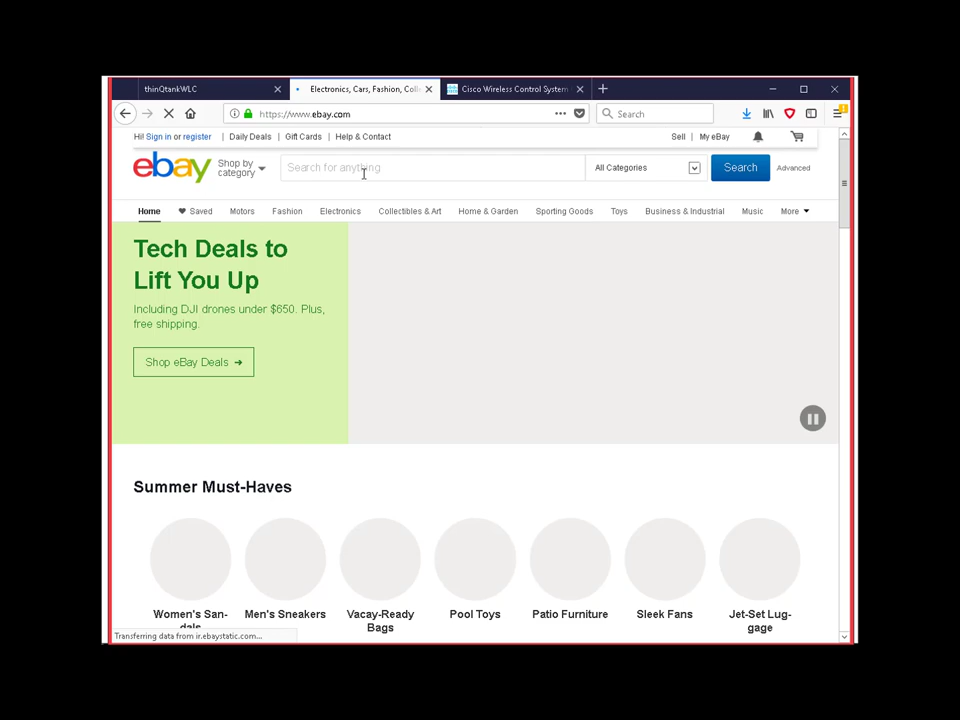 thinQtankWLC
Electronics, Cars, Fashion, Coll
Cisco Wireless Control System
https://www.ebay.com
Search
Hi! Sign in or register
Daily Deals
Gift Cards
Help & Contact
Sell
My eBay
ebay
Shop by
category
Search for anything
All Categories
Search
Advanced
Home
Saved
Motors
Fashion
Electronics
Collectibles & Art
Home & Garden
Sporting Goods
Toys
Business & Industrial
Music
More
Tech Deals to
Lift You Up
Including DJI drones under $650. Plus,
free shipping.
Shop eBay Deals →
Summer Must-Haves
Women's San-
dals
Men's Sneakers
Vacay-Ready
Bags
Pool Toys
Patio Furniture
Sleek Fans
Jet-Set Lug-
gage
Transferring data from ir.ebaystatic.com...